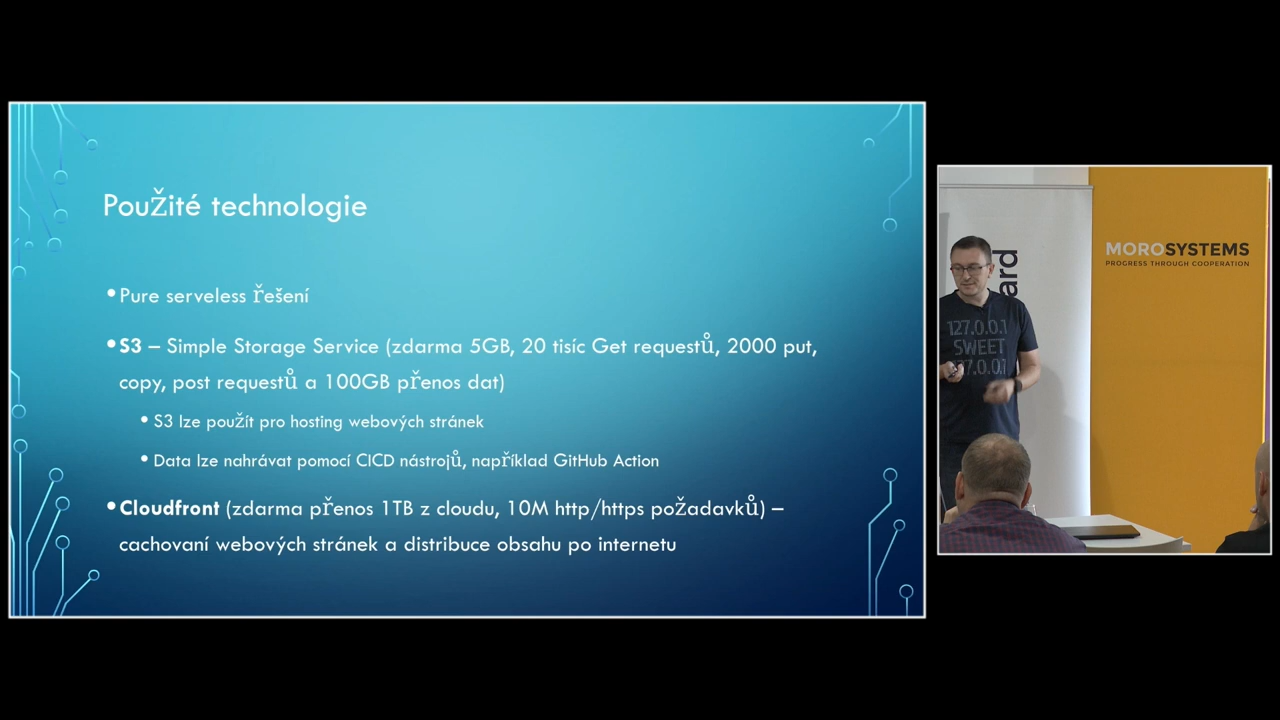 Použité technologie
•Pure serveless řešení
•S3 – Simple Storage Service (zdarma 5GB, 20 tisíc Get requestů, 2000 put,
copy, post requestů a 100GB přenos dat)
• S3 lze použít pro hosting webových stránek
• Data lze nahrávat pomocí CICD nástrojů, například GitHub Action
•Cloudfront (zdarma přenos 1TB z cloudu, 10M http/https požadavků) –
cachovaní webových stránek a distribuce obsahu po internetu
MOROSYSTEMS
PROGRESS THROUGH COOPERATION
ard
127.0.0.1
SWEET
127.0.0.1